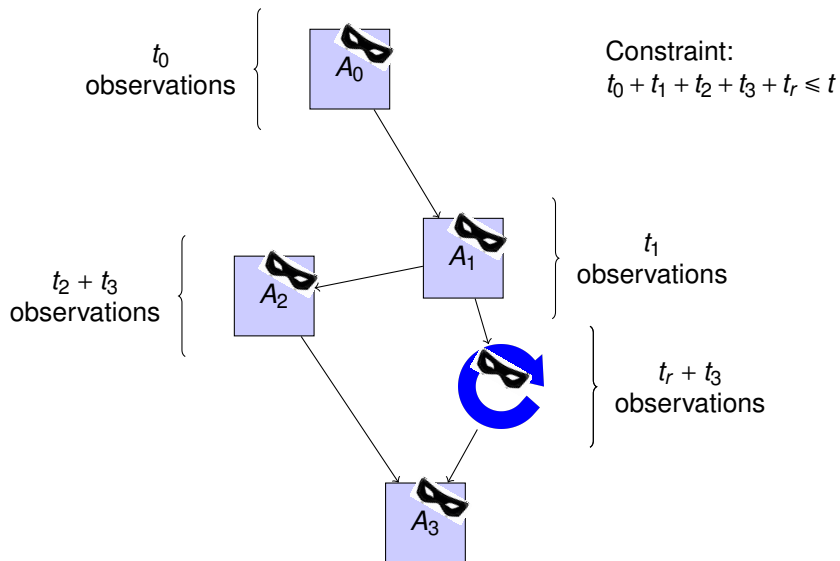 t₀
observations
A₀
Constraint:
t₀ + t₁ + t₂ + t₃ + tᵣ ⩽ t
A₁
t₁
observations
t₂ + t₃
observations
A₂
tᵣ + t₃
observations
A₃